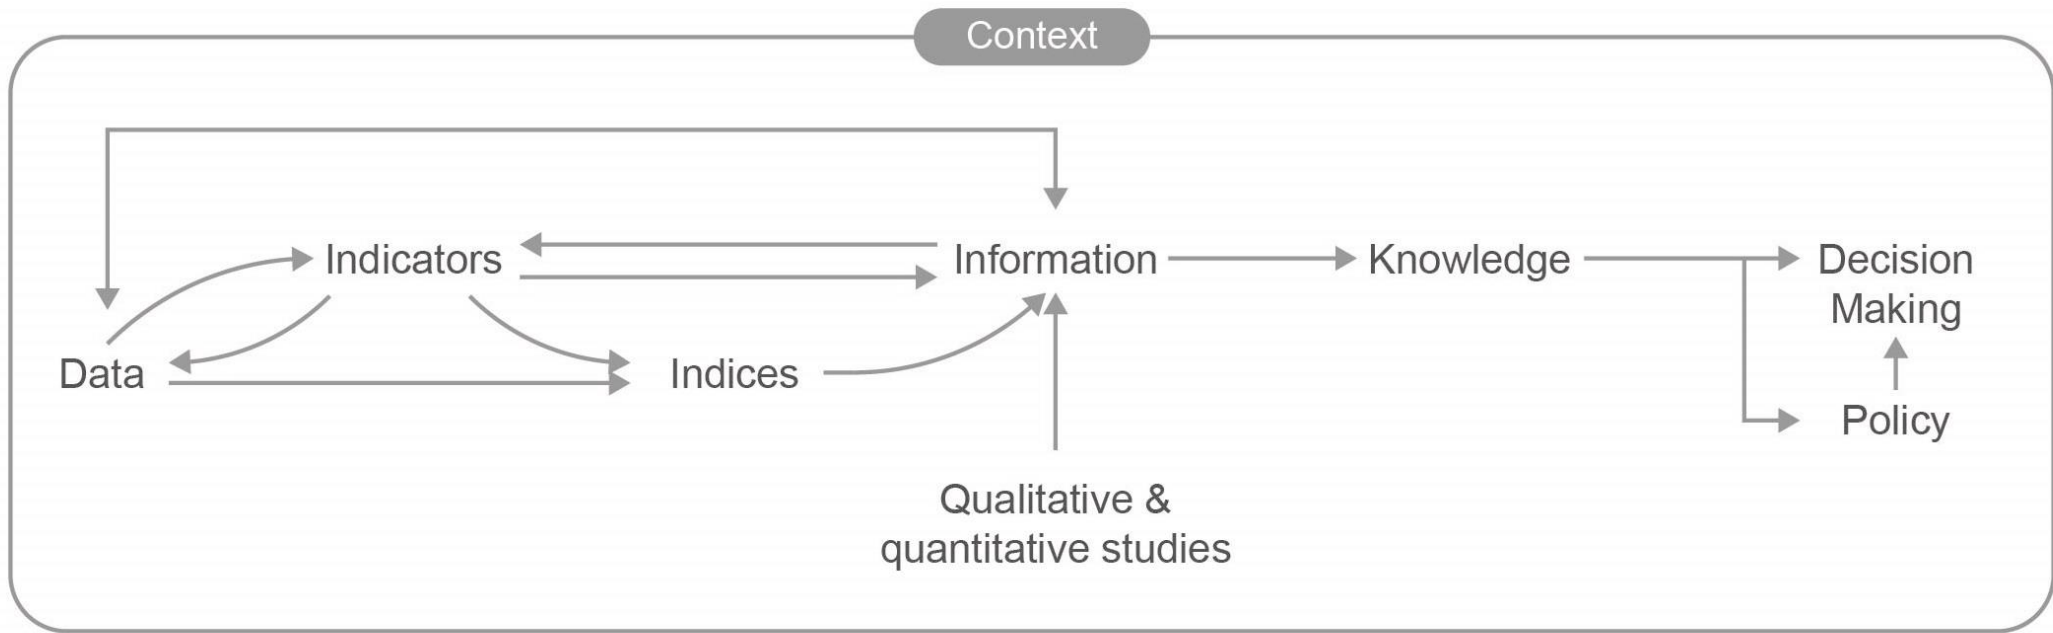 Context
Indicators
Information
Knowledge
Decision
Making
Data
Indices
Policy
Qualitative &
quantitative studies